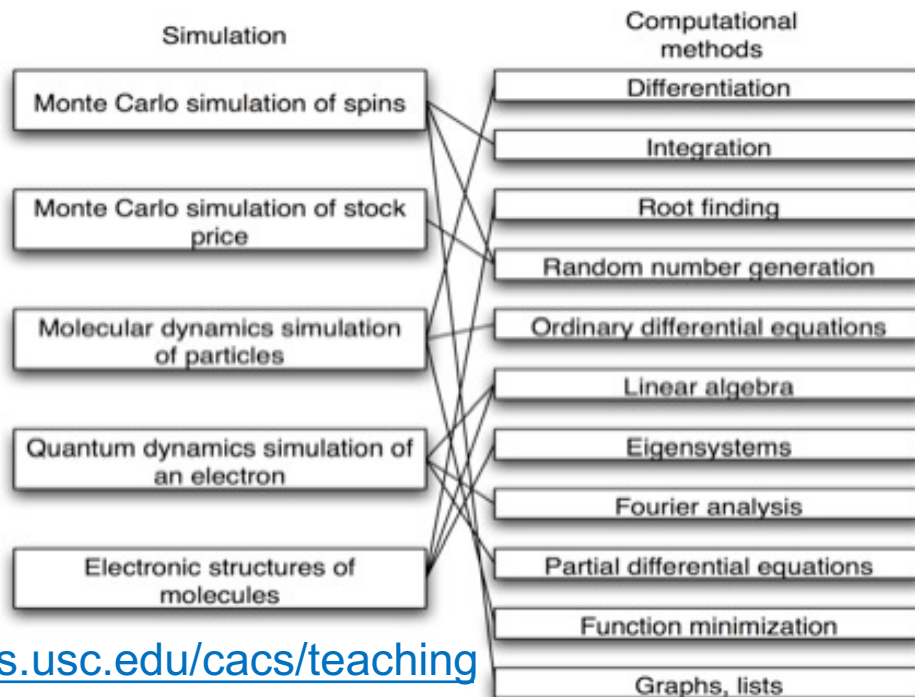 Simulation
Monte Carlo simulation of spins
Monte Carlo simulation of stock
price
Molecular dynamics simulation
of particles
Quantum dynamics simulation of
an electron
Electronic structures of
molecules
Computational
methods
Differentiation
Integration
Root finding
Random number generation
Ordinary differential equations
Linear algebra
Eigensystems
Fourier analysis
Partial differential equations
Function minimization
Graphs, lists
s.usc.edu/cacs/teaching